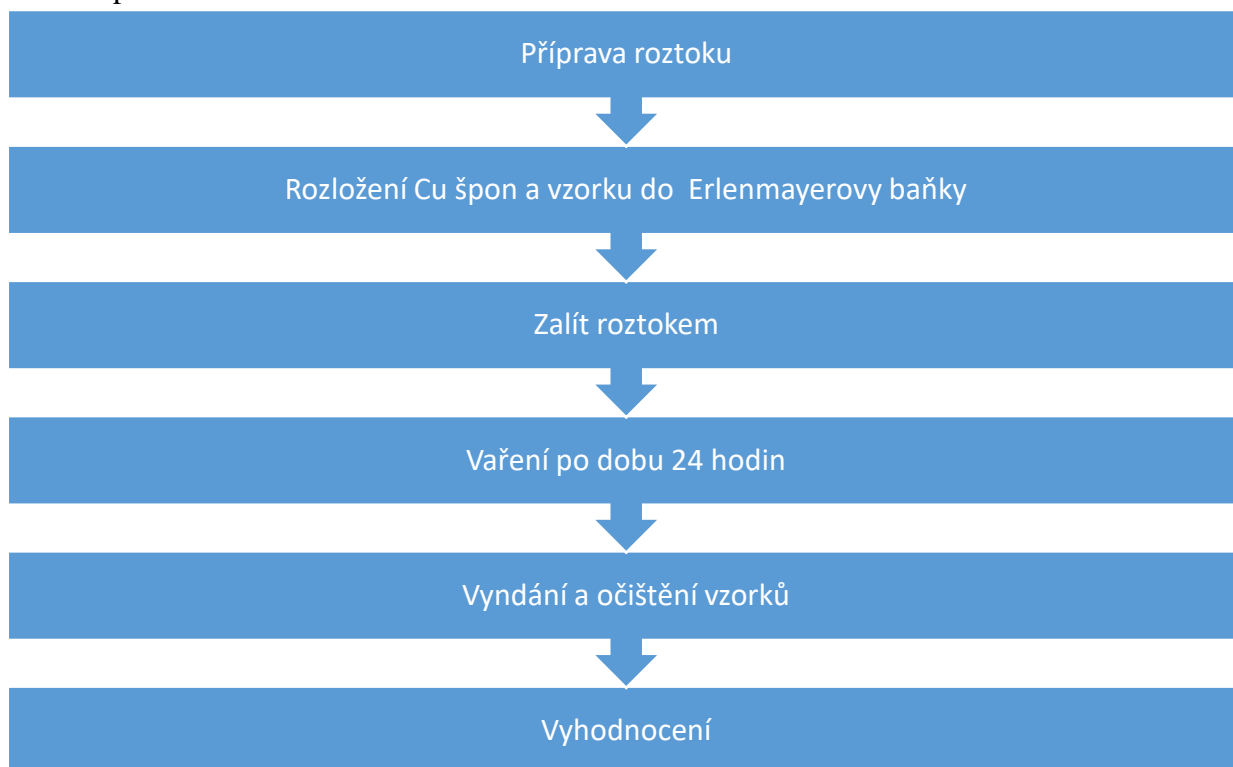 Příprava roztoku
Rozložení Cu špon a vzorku do Erlenmayerovy baňky
Zalít roztokem
Vaření po dobu 24 hodin
Vyndání a očištění vzorků
Vyhodnocení